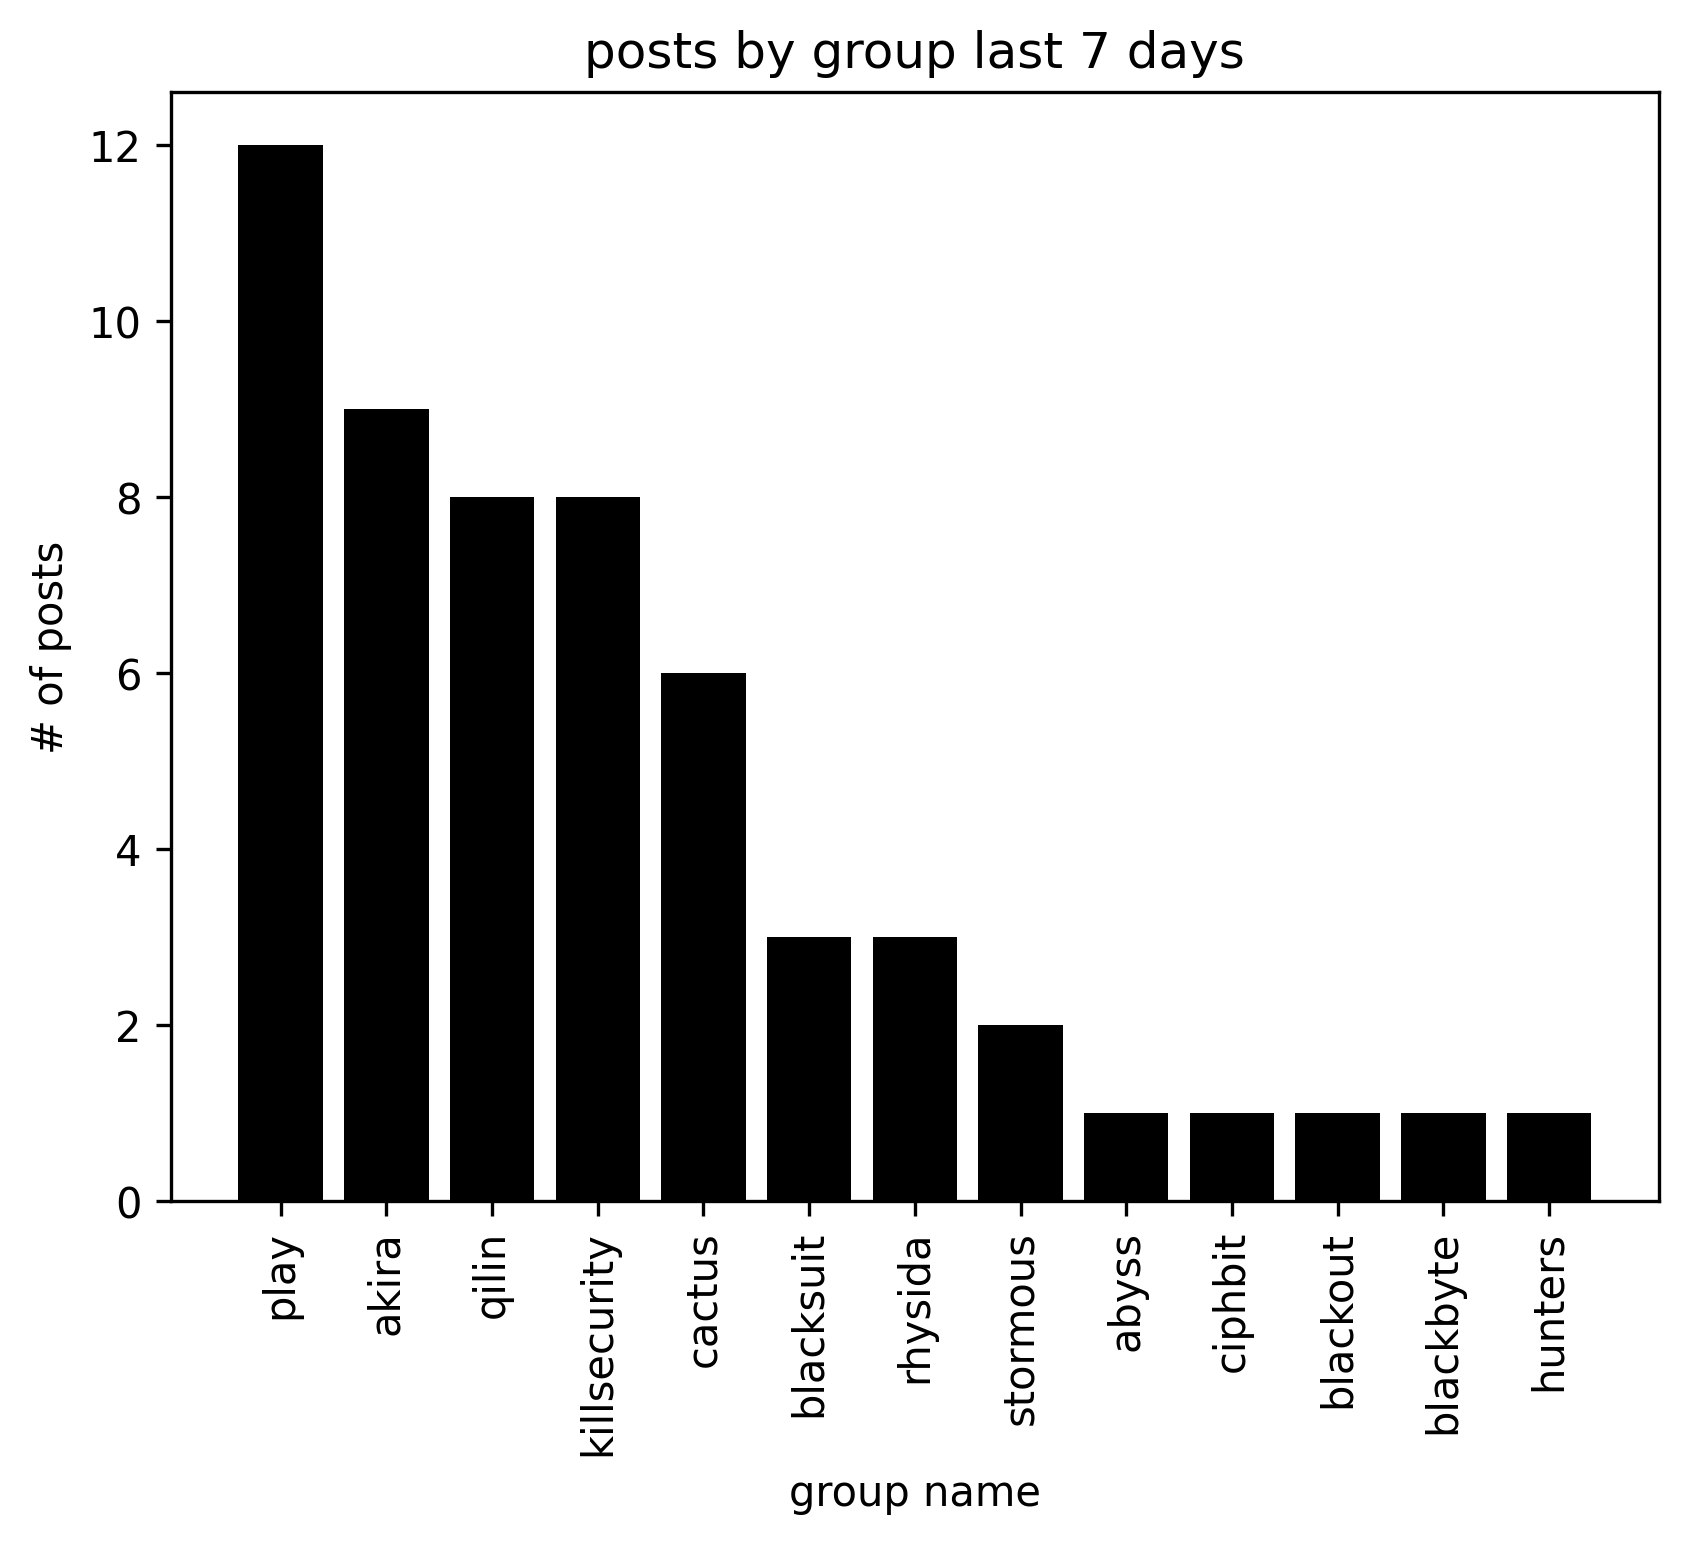 posts by group last 7 days
12
10
8
6
4
2
0
# of posts
play
akira
qilin
killsecurity
cactus
blacksuit
rhysida
stormous
abyss
ciphbit
blackout
blackbyte
hunters
group name